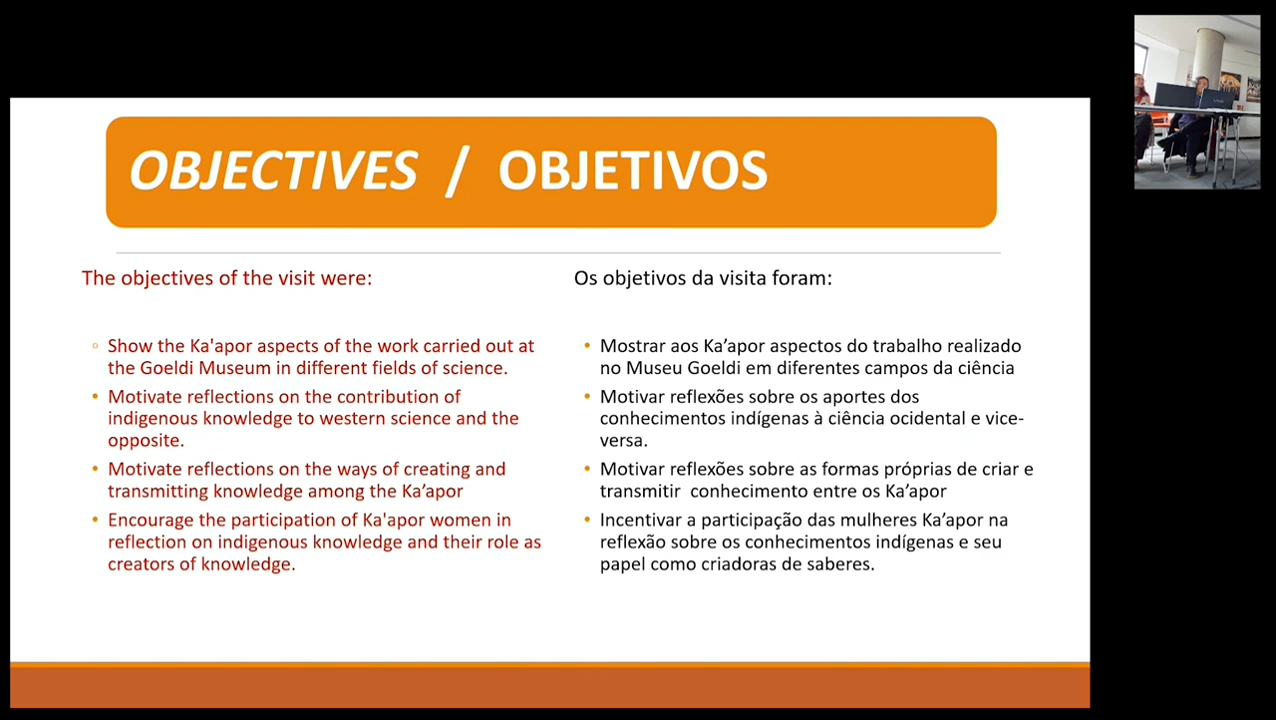 OBJECTIVES / OBJETIVOS
The objectives of the visit were:
Show the Ka'apor aspects of the work carried out at
the Goeldi Museum in different fields of science.
Motivate reflections on the contribution of
indigenous knowledge to western science and the
opposite.
Motivate reflections on the ways of creating and
transmitting knowledge among the Ka’apor
Encourage the participation of Ka'apor women in
reflection on indigenous knowledge and their role as
creators of knowledge.
Os objetivos da visita foram:
Mostrar aos Ka’apor aspectos do trabalho realizado
no Museu Goeldi em diferentes campos da ciência
Motivar reflexões sobre os aportes dos
conhecimentos indígenas à ciência ocidental e vice-
versa.
Motivar reflexões sobre as formas próprias de criar e
transmitir conhecimento entre os Ka’apor
Incentivar a participação das mulheres Ka’apor na
reflexão sobre os conhecimentos indígenas e seu
papel como criadoras de saberes.